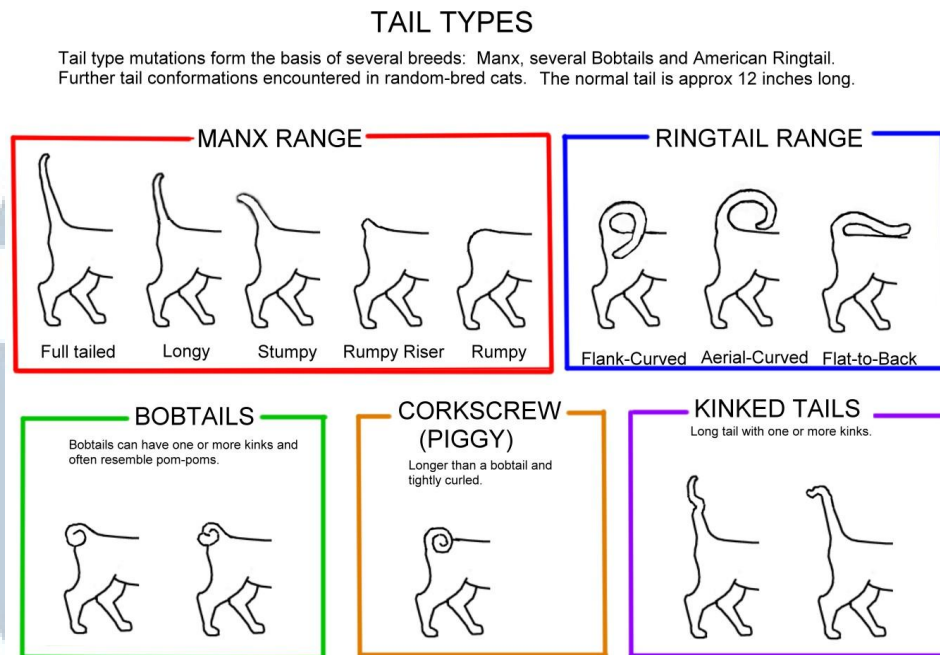 TAIL TYPES
Tail type mutations form the basis of several breeds: Manx, several Bobtails and American Ringtail.
Further tail conformations encountered in random-bred cats. The normal tail is approx 12 inches long.
MANX RANGE
Full tailed
Longy
Stumpy
Rumpy Riser
Rumpy
RINGTAIL RANGE
Flank-Curved
Aerial-Curved
Flat-to-Back
BOBTAILS
Bobtails can have one or more kinks and
often resemble pom-poms.
CORKSCREW
(PIGGY)
Longer than a bobtail and
tightly curled.
KINKED TAILS
Long tail with one or more kinks.